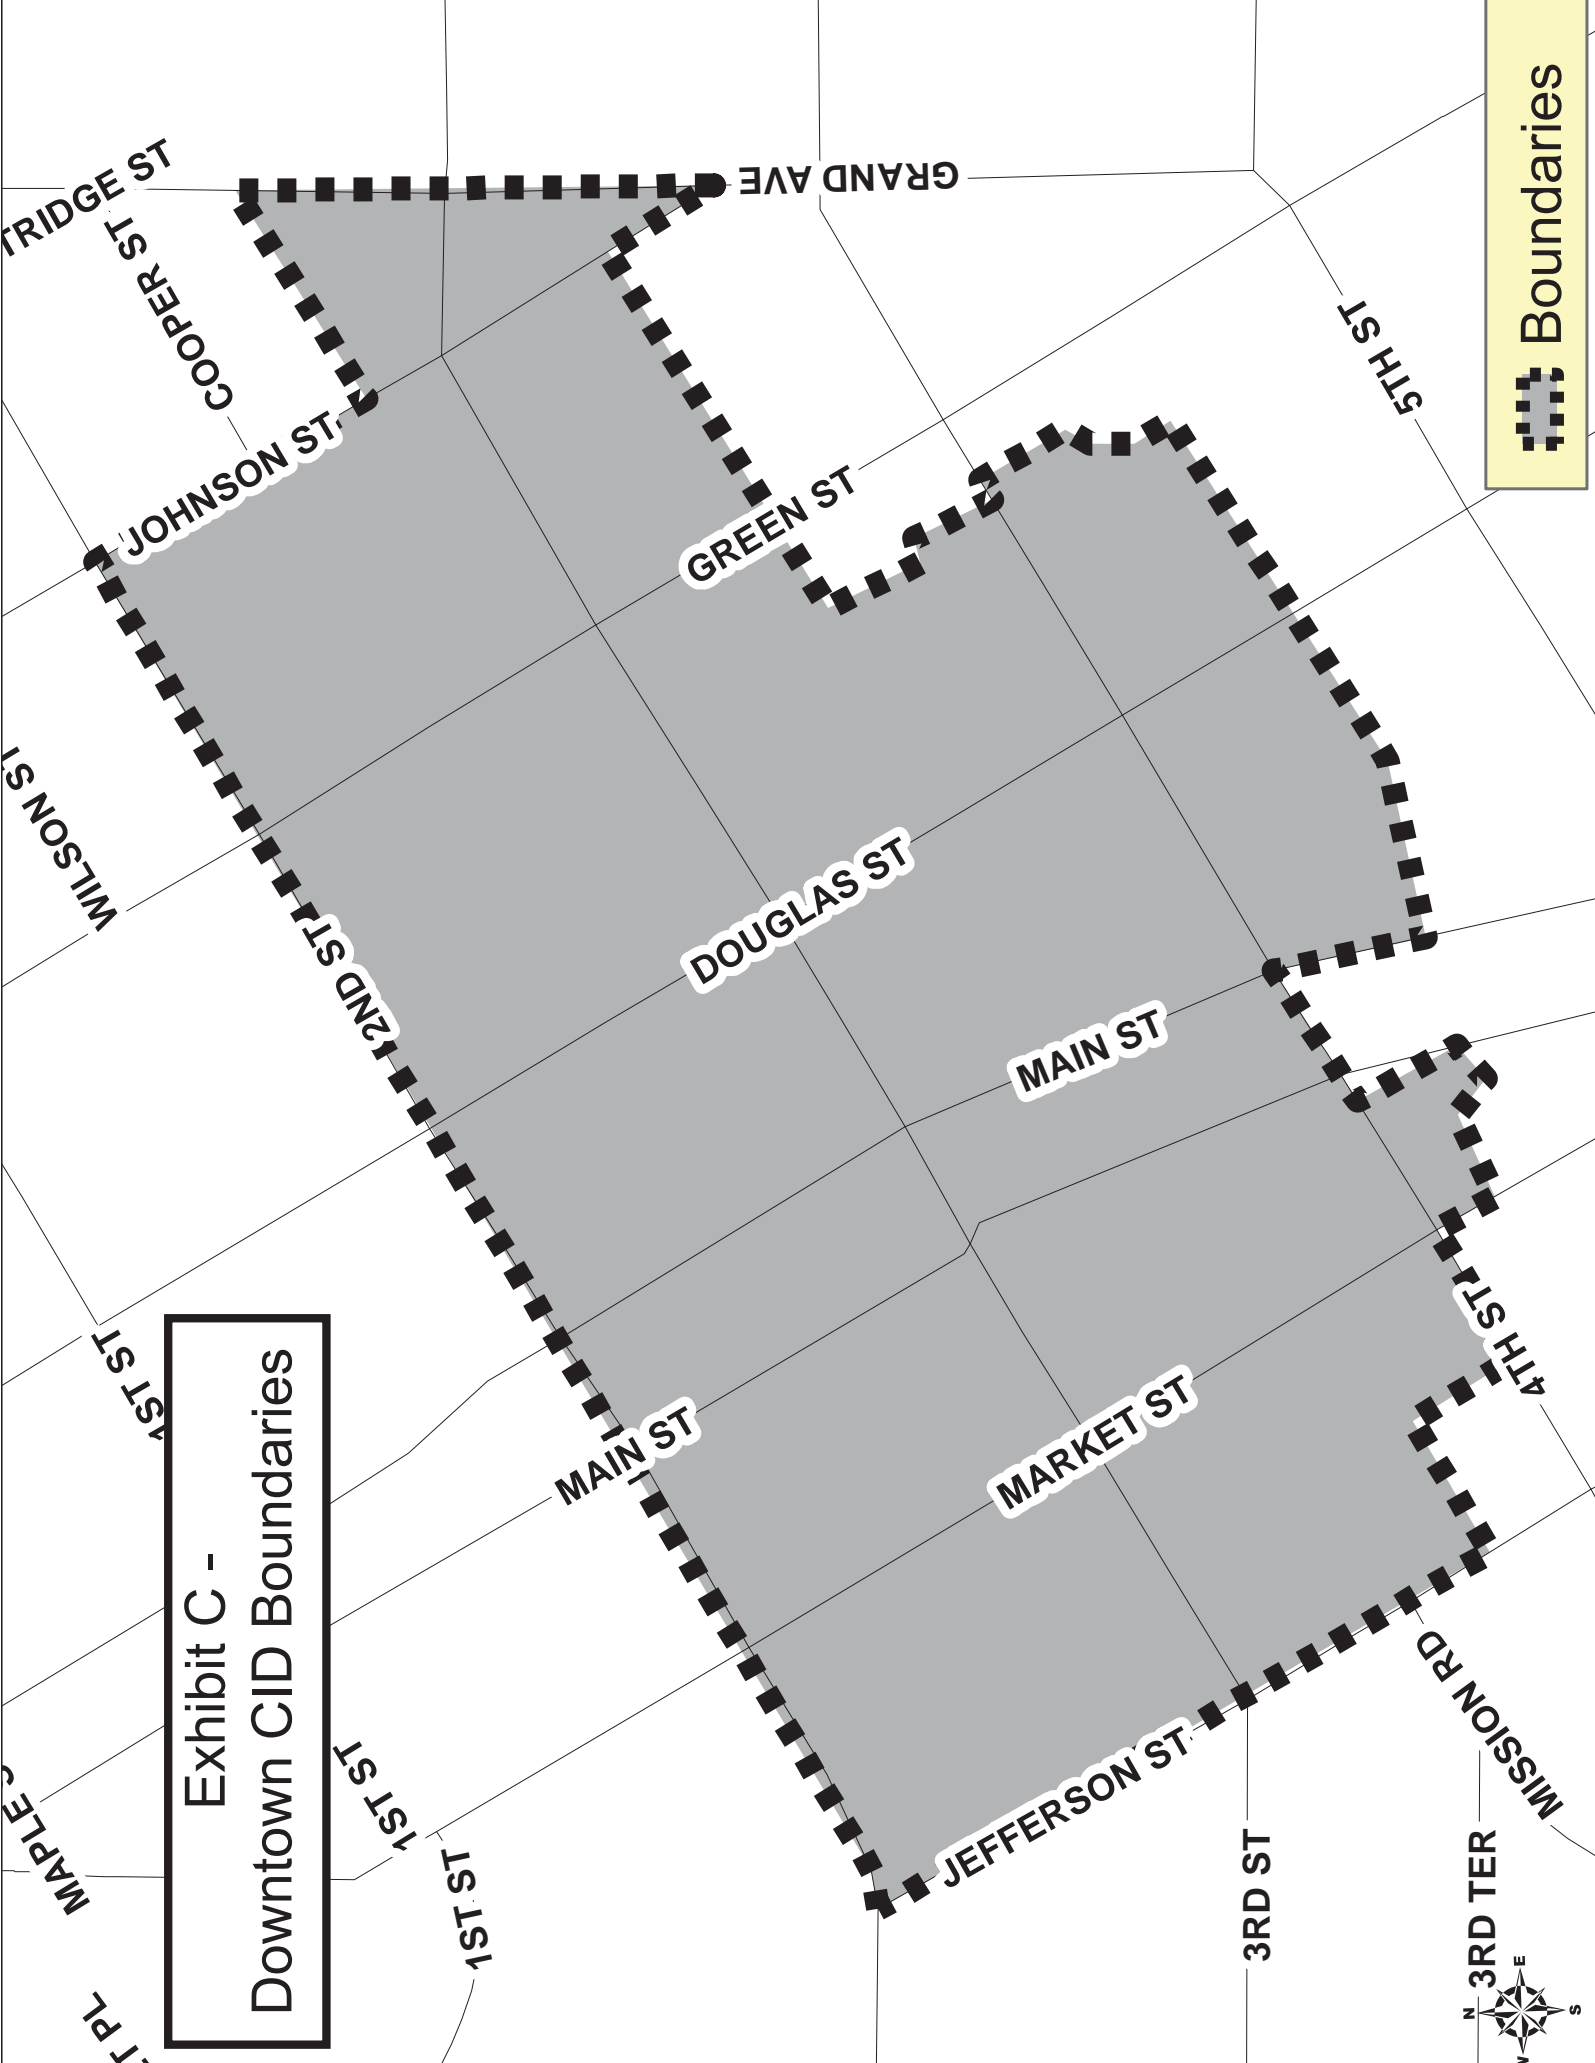 Exhibit C -
Downtown CID Boundaries
TRIDGE ST
COOPER ST
JOHNSON ST
GRAND AVE
WILSON ST
2ND ST
GREEN ST
5TH ST
DOUGLAS ST
MAIN ST
1ST ST
MAIN ST
MARKET ST
4TH ST
MAPLE
1ST ST
1ST ST
JEFFERSON ST
MISSION RD
3RD ST
3RD TER
T PL
N
E
S
W
Boundaries